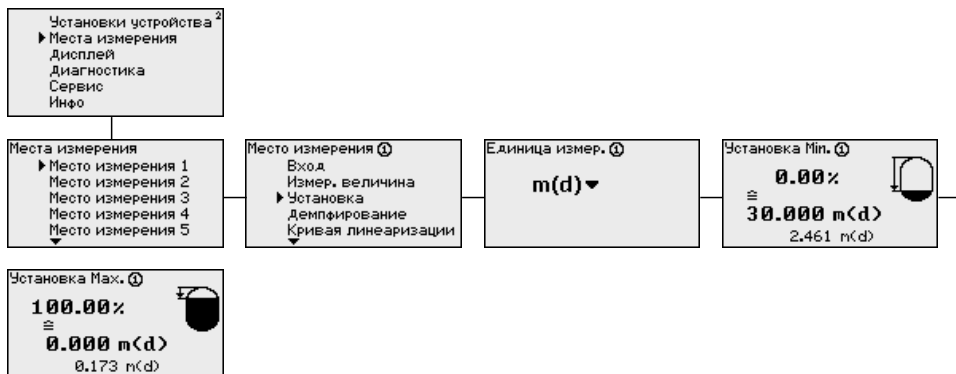 Установки устройства 2
Места измерения
Дисплей
Диагностика
Сервис
Инфо
Места измерения
Место измерения 1
Место измерения 2
Место измерения 3
Место измерения 4
Место измерения 5
Место измерения ①
Вход
Измер. величина
Установка
Демпфирование
Кривая линеаризации
Единица измер. ①
m(d)
Установка Min. ①
0.00%
≙
30.000 m(d)
2.461 m(d)
Установка Max. ①
100.00%
≙
0.000 m(d)
0.173 m(d)